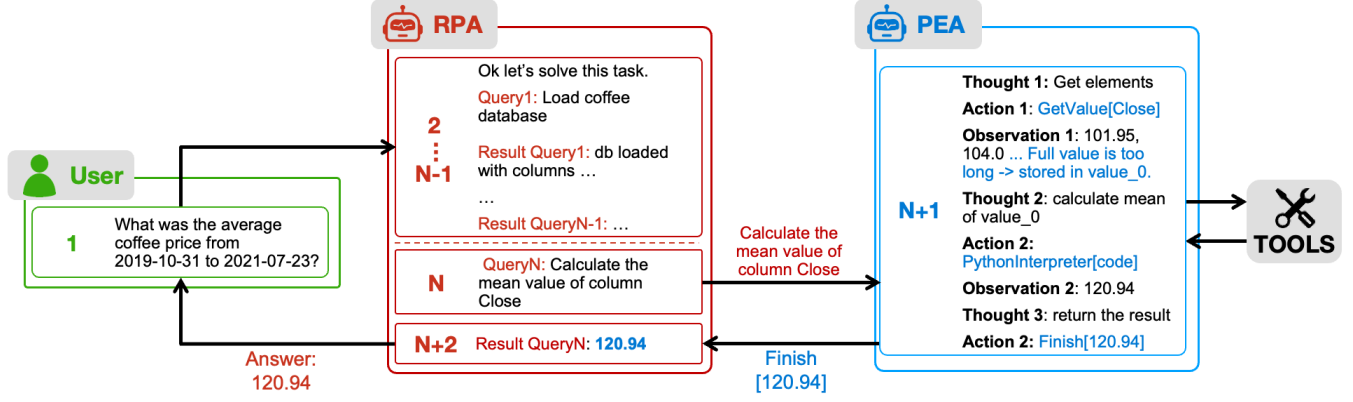 User
1
What was the average
coffee price from
2019-10-31 to 2021-07-23?
RPA
2
⋮
N-1
Ok let's solve this task.
Query1: Load coffee
database
Result Query1: db loaded
with columns ...
...
Result QueryN-1: ...
N
QueryN: Calculate the
mean value of column
Close
N+2
Result QueryN: 120.94
Calculate the
mean value of
column Close
PEA
N+1
Thought 1: Get elements
Action 1: GetValue[Close]
Observation 1: 101.95,
104.0 ... Full value is too
long -> stored in value_0.
Thought 2: calculate mean
of value_0
Action 2:
PythonInterpreter[code]
Observation 2: 120.94
Thought 3: return the result
Action 2: Finish[120.94]
TOOLS
Finish
[120.94]
Answer:
120.94